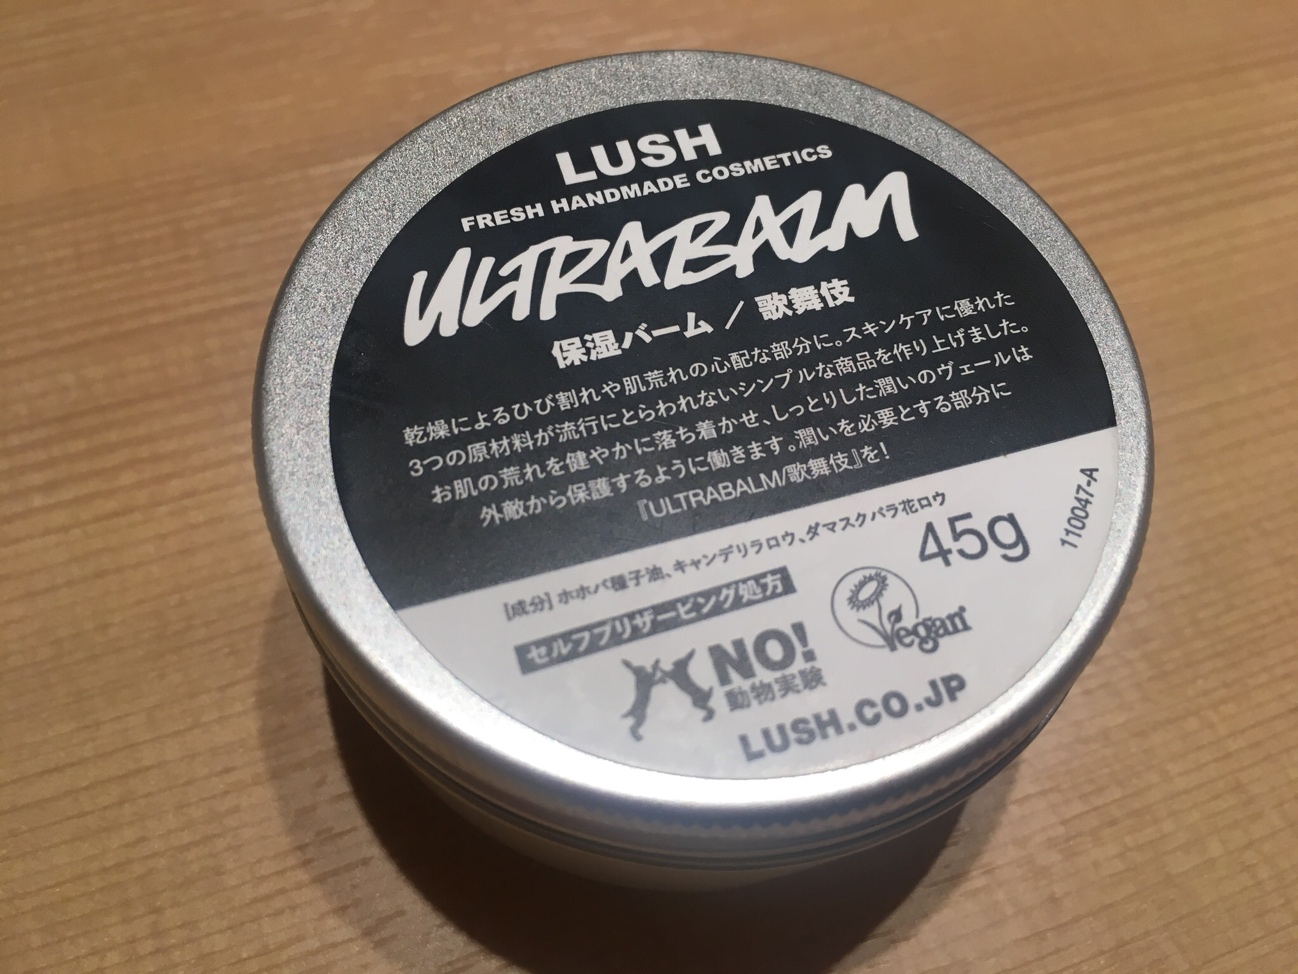 LUSH
FRESH HANDMADE COSMETICS
ULTRABALM
保湿バーム / 歌舞伎
乾燥によるひび割れや肌荒れの心配な部分に。スキンケアに優れた
3つの原材料が流行にとらわれないシンプルな商品を作り上げました。
お肌の荒れを健やかに落ち着かせ、しっとりした潤いのヴェールは
外敵から保護するように働きます。潤いを必要とする部分に
『ULTRABALM/歌舞伎』を!
[成分] ホホバ種子油、キャンデリラロウ、ダマスクバラ花ロウ
45g
110047-A
セルフプリザービング処方
Vegan
NO!
動物実験
LUSH.CO.JP